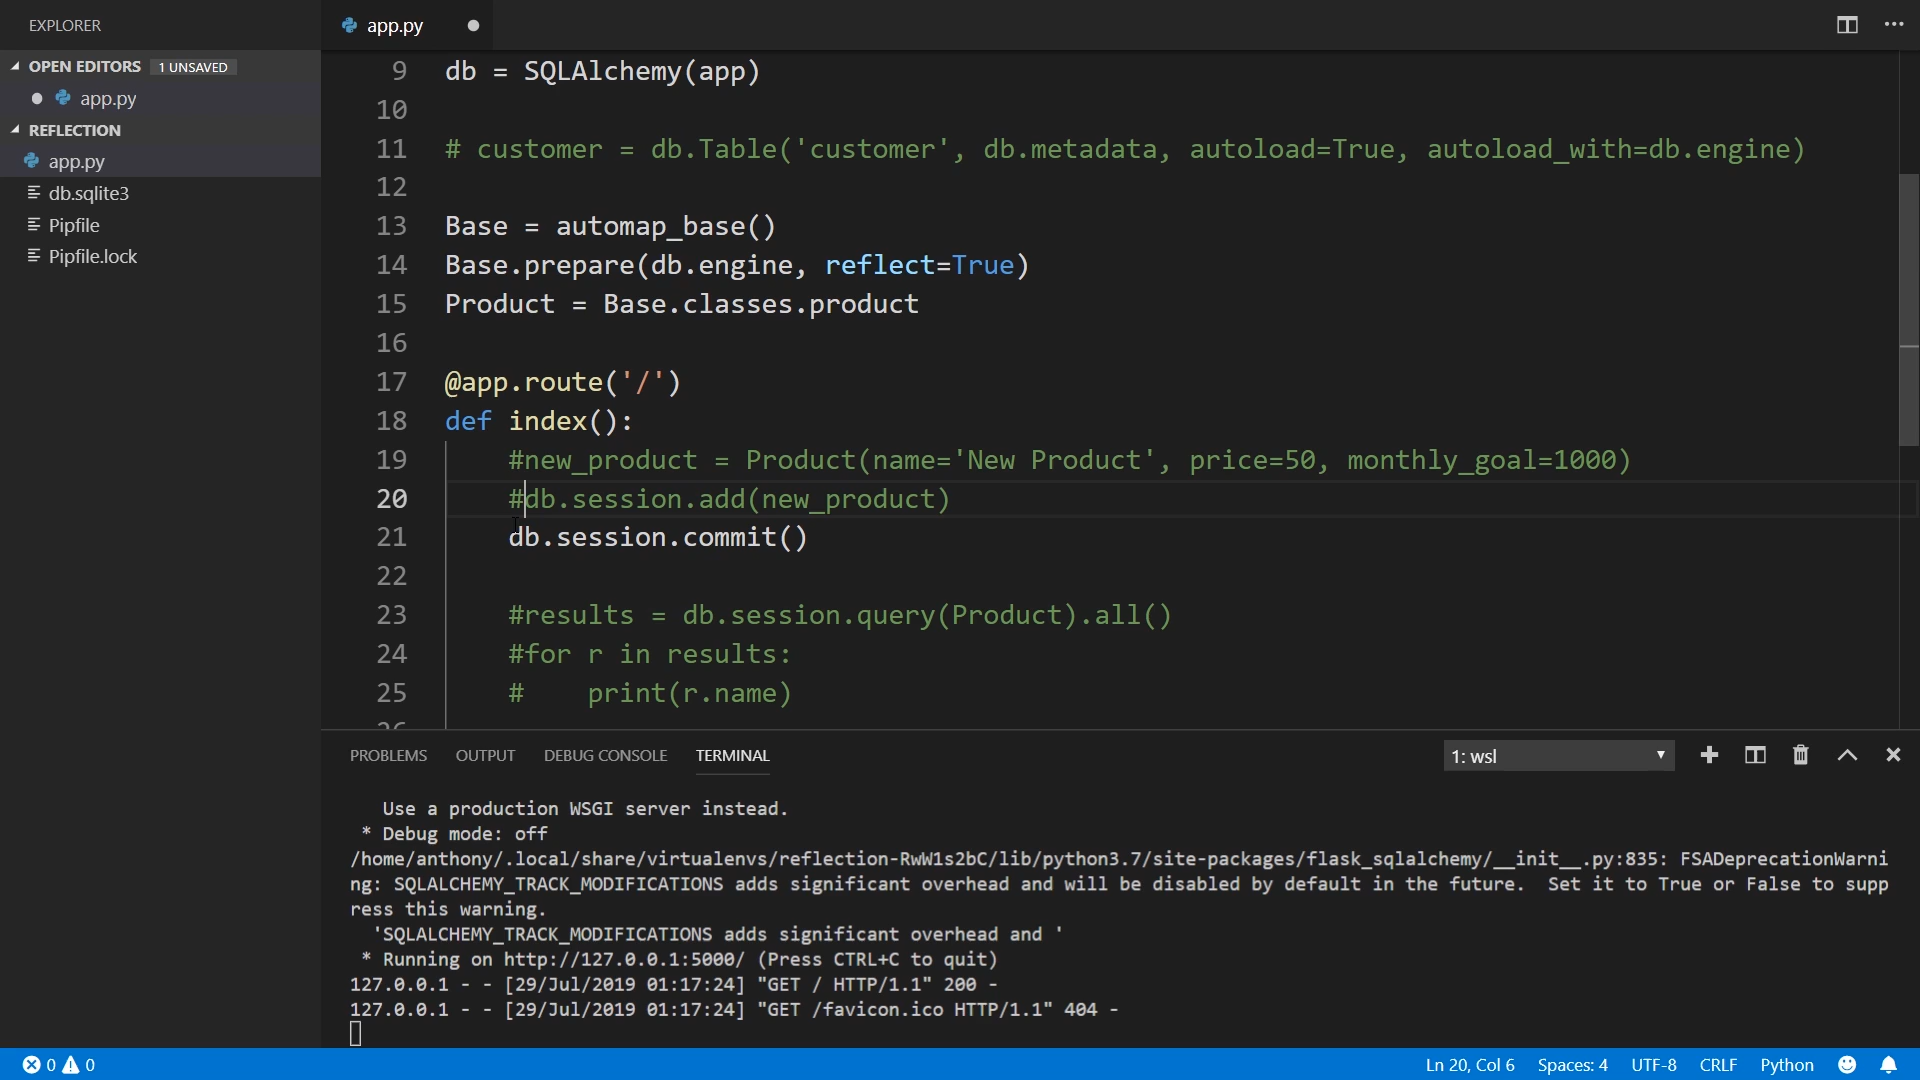 EXPLORER
OPEN EDITORS 1 UNSAVED
app.py
REFLECTION
app.py
db.sqlite3
Pipfile
Pipfile.lock
app.py
9 db = SQLAlchemy(app)
10
11 # customer = db.Table('customer', db.metadata, autoload=True, autoload_with=db.engine)
12
13 Base = automap_base()
14 Base.prepare(db.engine, reflect=True)
15 Product = Base.classes.product
16
17 @app.route('/')
18 def index():
19 #new_product = Product(name='New Product', price=50, monthly_goal=1000)
20 #db.session.add(new_product)
21 db.session.commit()
22
23 #results = db.session.query(Product).all()
24 #for r in results:
25 #    print(r.name)
26
PROBLEMS OUTPUT DEBUG CONSOLE TERMINAL 1: wsl
Use a production WSGI server instead.
* Debug mode: off
/home/anthony/.local/share/virtualenvs/reflection-RwW1s2bC/lib/python3.7/site-packages/flask_sqlalchemy/__init__.py:835: FSADeprecationWarni
ng: SQLALCHEMY_TRACK_MODIFICATIONS adds significant overhead and will be disabled by default in the future.  Set it to True or False to supp
ress this warning.
'SQLALCHEMY_TRACK_MODIFICATIONS adds significant overhead and '
* Running on http://127.0.0.1:5000/ (Press CTRL+C to quit)
127.0.0.1 - - [29/Jul/2019 01:17:24] "GET / HTTP/1.1" 200 -
127.0.0.1 - - [29/Jul/2019 01:17:24] "GET /favicon.ico HTTP/1.1" 404 -
0 0 Ln 20, Col 6 Spaces: 4 UTF-8 CRLF Python